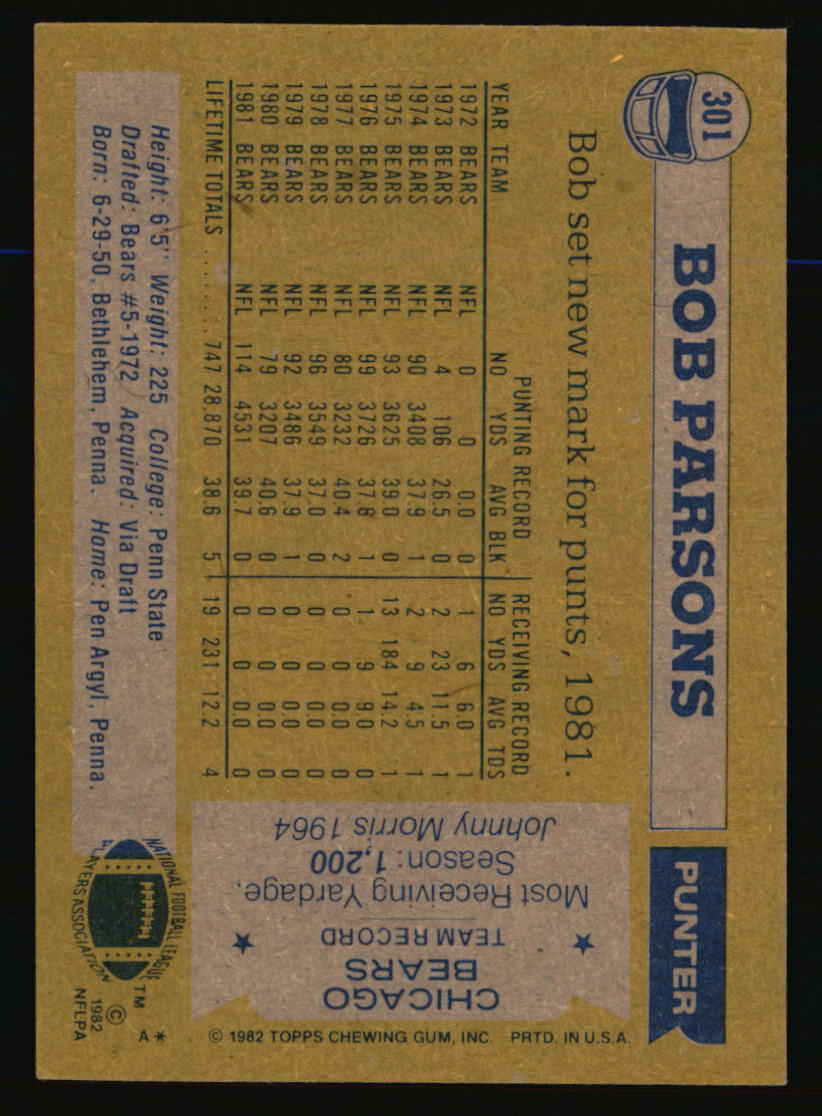 301
BOB PARSONS
PUNTER
Bob set new mark for punts, 1981.
PUNTING RECORD RECEIVING RECORD
YEAR TEAM NO YDS AVG BLK NO YDS AVG TDS
1972 BEARS NFL 0 0 0.0 0 1 6 6.0 1
1973 BEARS NFL 4 106 26.5 0 2 23 11.5 1
1974 BEARS NFL 90 3408 37.9 1 2 9 4.5 1
1975 BEARS NFL 93 3625 39.0 0 13 184 14.2 1
1976 BEARS NFL 99 3726 37.8 1 1 9 9.0 0
1977 BEARS NFL 80 3232 40.4 2 0 0 0.0 0
1978 BEARS NFL 96 3549 37.0 0 0 0 0.0 0
1979 BEARS NFL 92 3486 37.9 1 0 0 0.0 0
1980 BEARS NFL 79 3207 40.6 0 0 0 0.0 0
1981 BEARS NFL 114 4531 39.7 0 0 0 0.0 0
LIFETIME TOTALS ........ 747 28,870 38.6 5 19 231 12.2 4
Height: 6'5" Weight: 225 College: Penn State
Drafted: Bears #5-1972 Acquired: Via Draft
Born: 6-29-50, Bethlehem, Penna. Home: Pen Argyl, Penna.
CHICAGO
BEARS
TEAM RECORD
Most Receiving Yardage,
Season: 1,200
Johnny Morris 1964
NATIONAL FOOTBALL LEAGUE
PLAYERS ASSOCIATION
TM
©
1982
NFLPA
A*
© 1982 TOPPS CHEWING GUM, INC. PRTD. IN U.S.A.